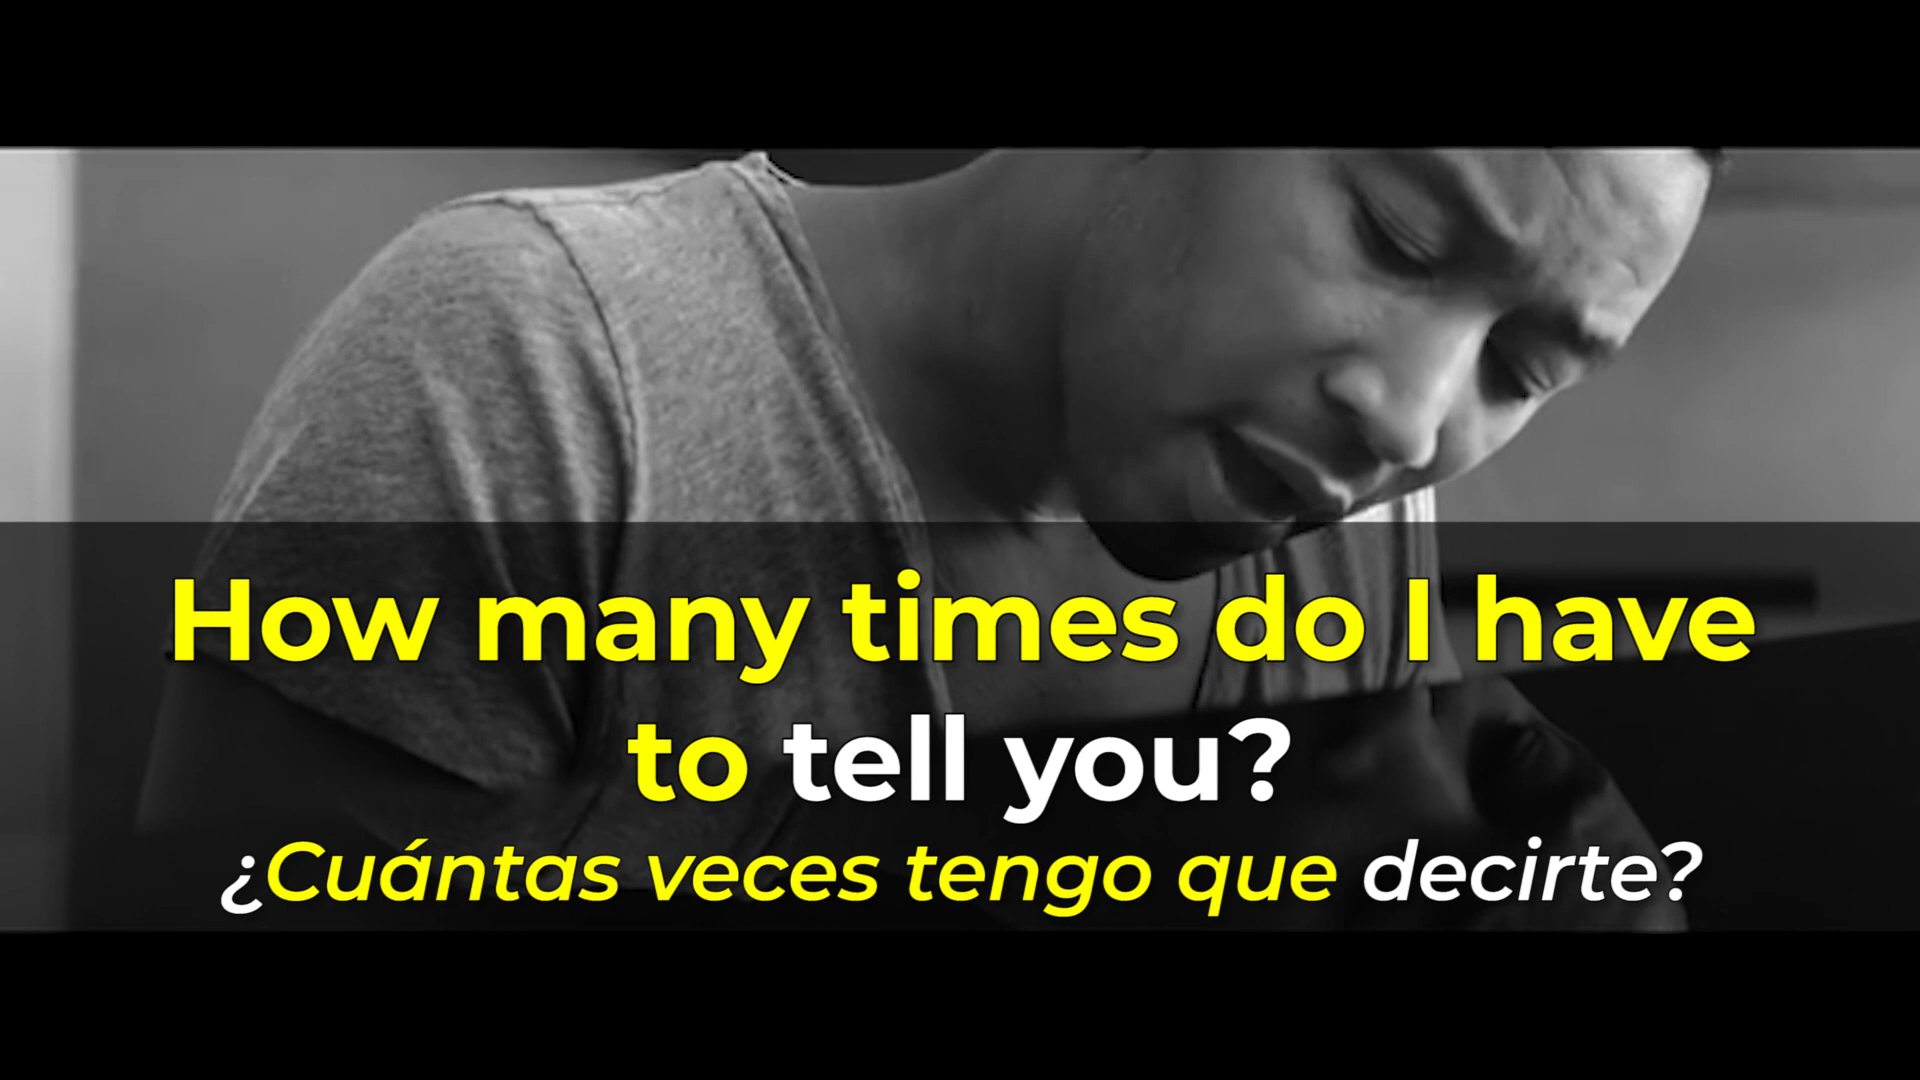 How many times do I have
to tell you?
¿Cuántas veces tengo que decirte?